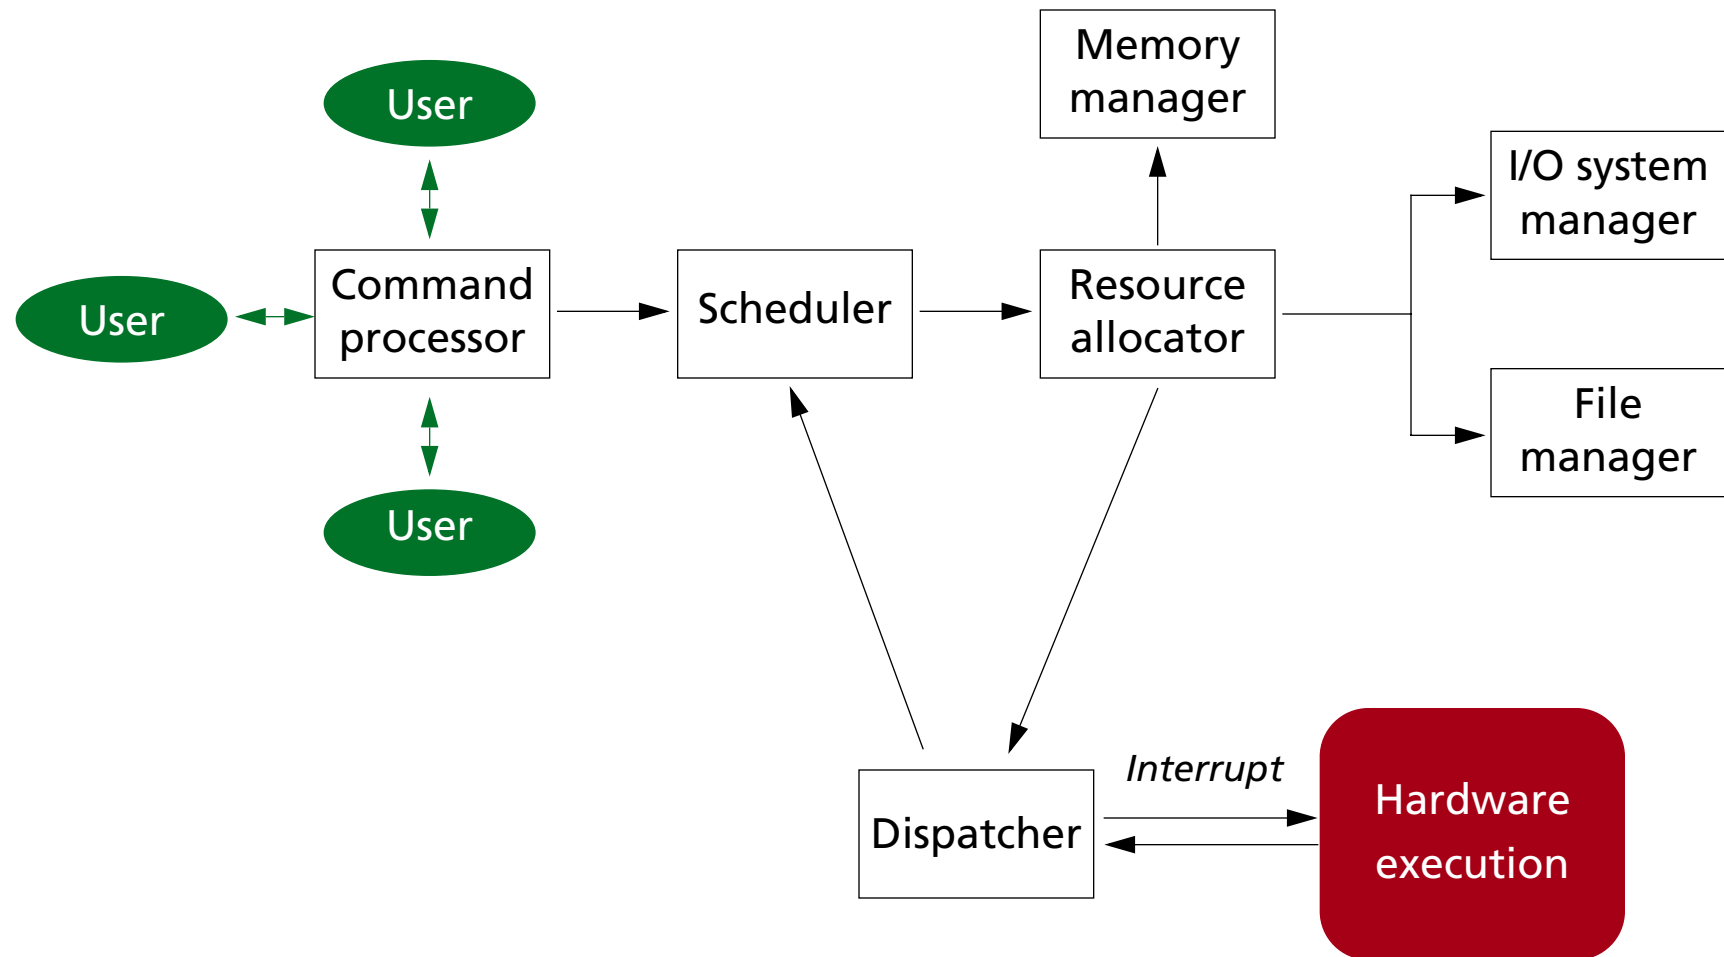 Memory
manager
User
I/O system
manager
Command
processor
Scheduler
Resource
allocator
User
File
manager
User
Interrupt
Dispatcher
Hardware
execution